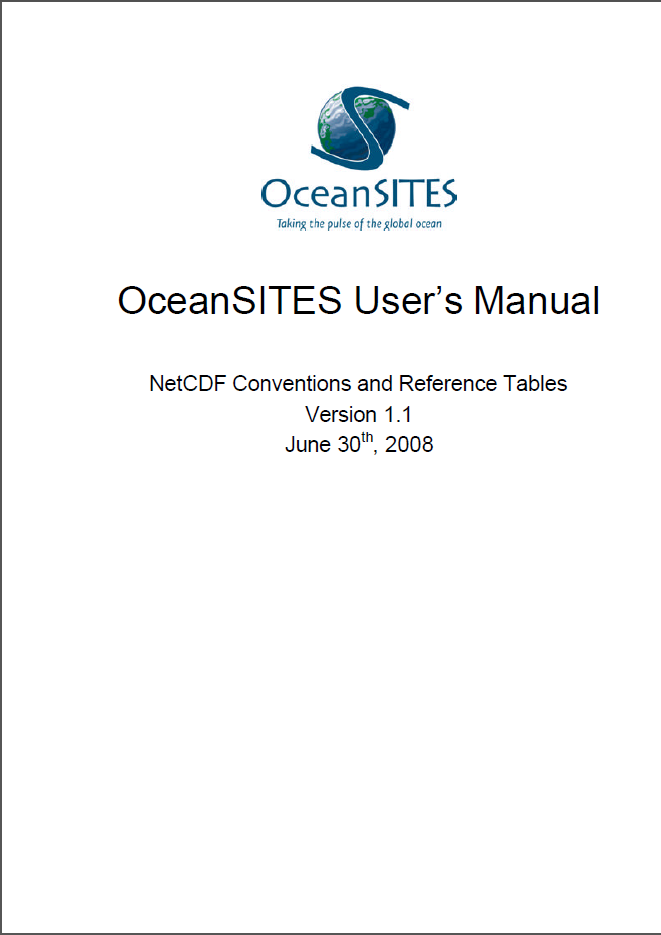 OceanSITES
Taking the pulse of the global ocean
OceanSITES User’s Manual
NetCDF Conventions and Reference Tables
Version 1.1
June 30th, 2008